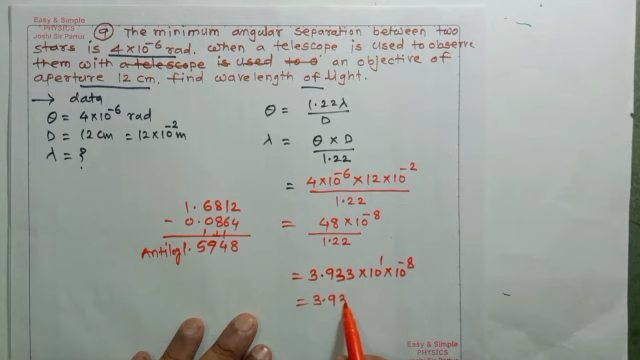 Easy & Simple
PHYSICS
Joelu Sir Pamul
9) The minimum angular separation between two
stars is 4×10⁻⁶ rad. when a telescope is used to observe
them with a telescope is used to o an objective of
aperture 12 cm. find wavelength of light.
→ data
θ = 4×10⁻⁶ rad
D = 12 cm = 12×10⁻² m
λ = ?
θ = 1.22λ / D
λ = θ × D / 1.22
= 4×10⁻⁶ × 12×10⁻² / 1.22
1.6812
- 0.0864
Antilog 1.5948
= 48×10⁻⁸ / 1.22
= 3.933 × 10¹ × 10⁻⁸
= 3.93
Easy & Simple
PHYSICS